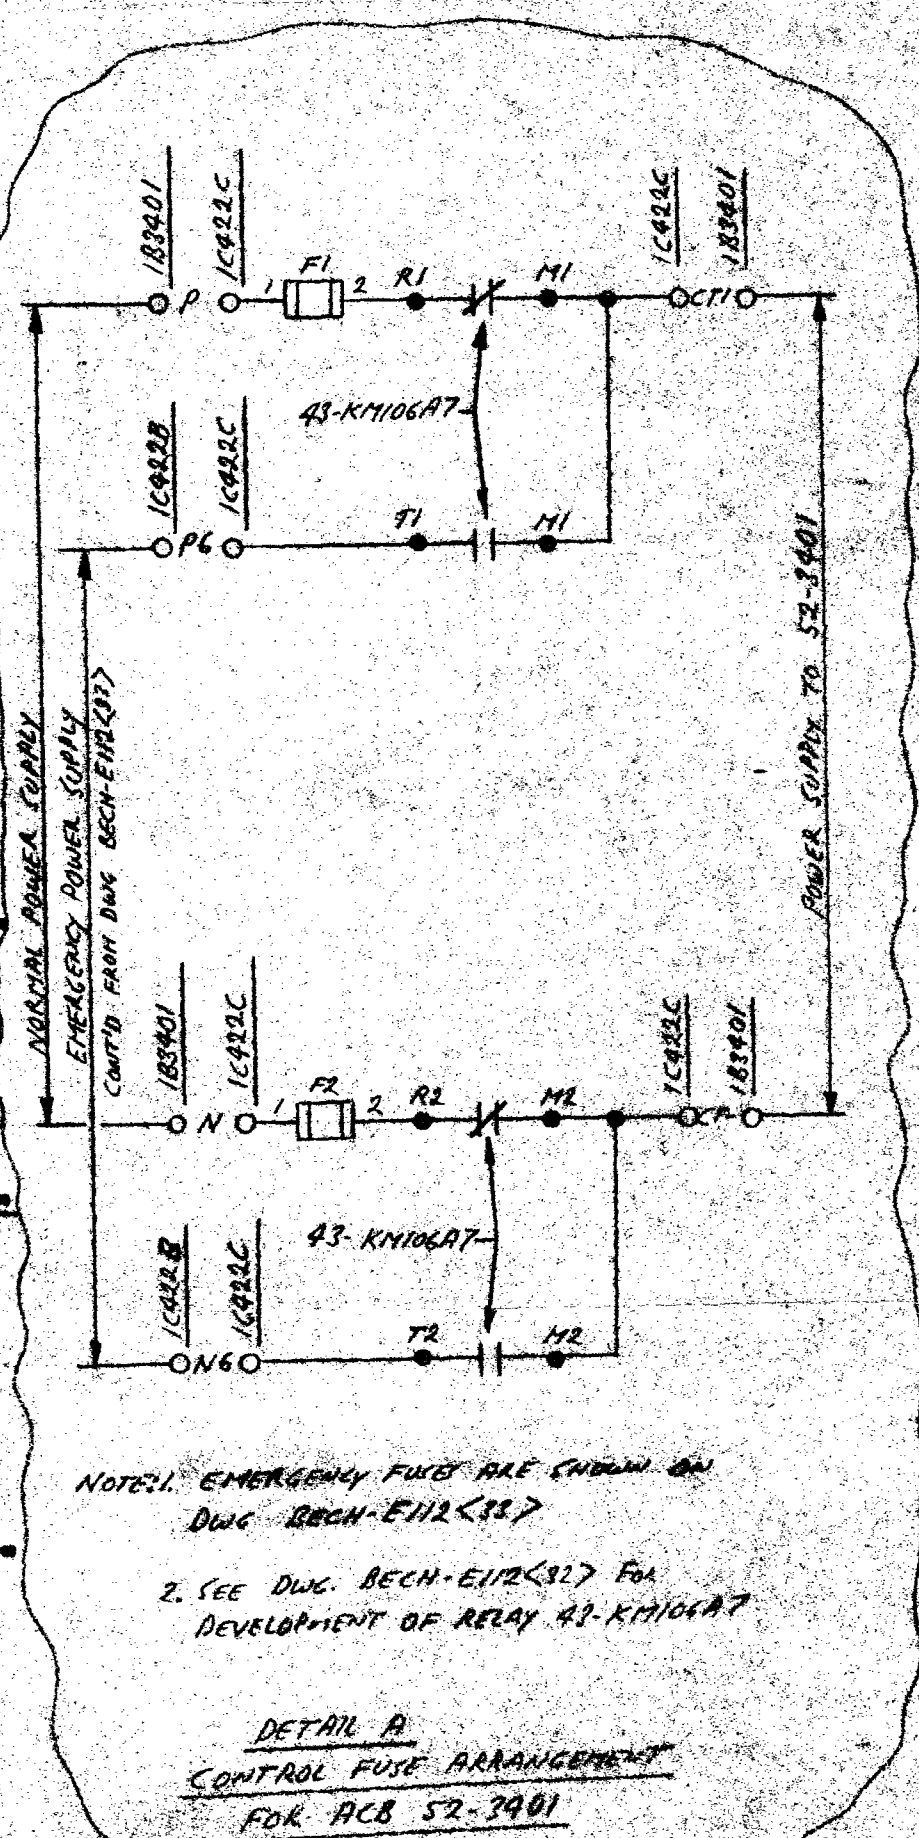 1B3401
1C422C
1C422C
1B3401
P
1
F1
2
R1
M1
CT1
43-KM106A7
1C422B
1C422C
P6
T1
M1
NORMAL POWER SUPPLY
EMERGENCY POWER SUPPLY
CONT'D FROM DWG BECH-E112<33>
POWER SUPPLY TO 52-3401
1B3401
1C422C
1C422C
1B3401
N
1
F2
2
R2
M2
43-KM106A7
1C422B
1C422C
N6
T2
M2
NOTE:1. EMERGENCY FUSES ARE SHOWN ON
DWG BECH-E112<33>
2. SEE DWG. BECH-E112<32> FOR
DEVELOPMENT OF RELAY 43-KM106A7
DETAIL A
CONTROL FUSE ARRANGEMENT
FOR ACB 52-3401